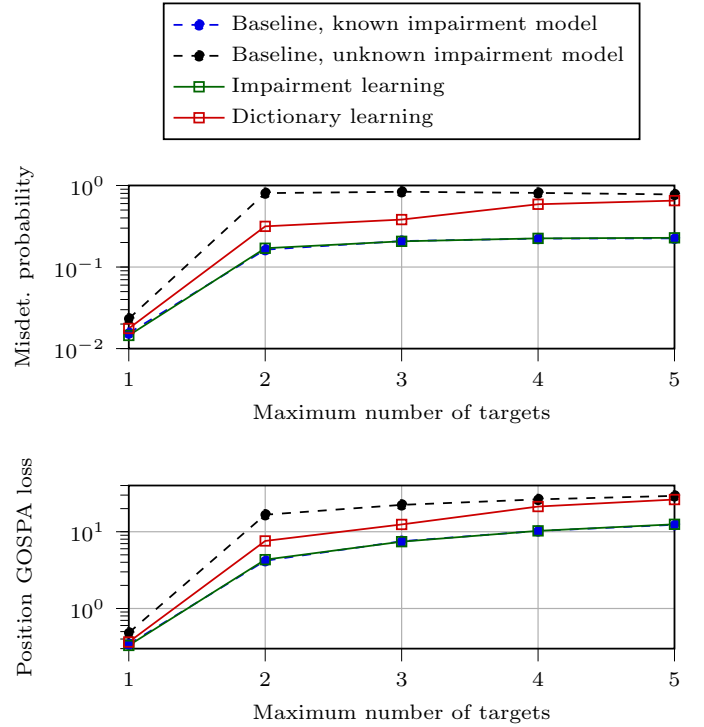 Baseline, known impairment model
Baseline, unknown impairment model
Impairment learning
Dictionary learning
Misdet. probability
10^0
10^−1
10^−2
1 2 3 4 5
Maximum number of targets
Position GOSPA loss
10^1
10^0
1 2 3 4 5
Maximum number of targets